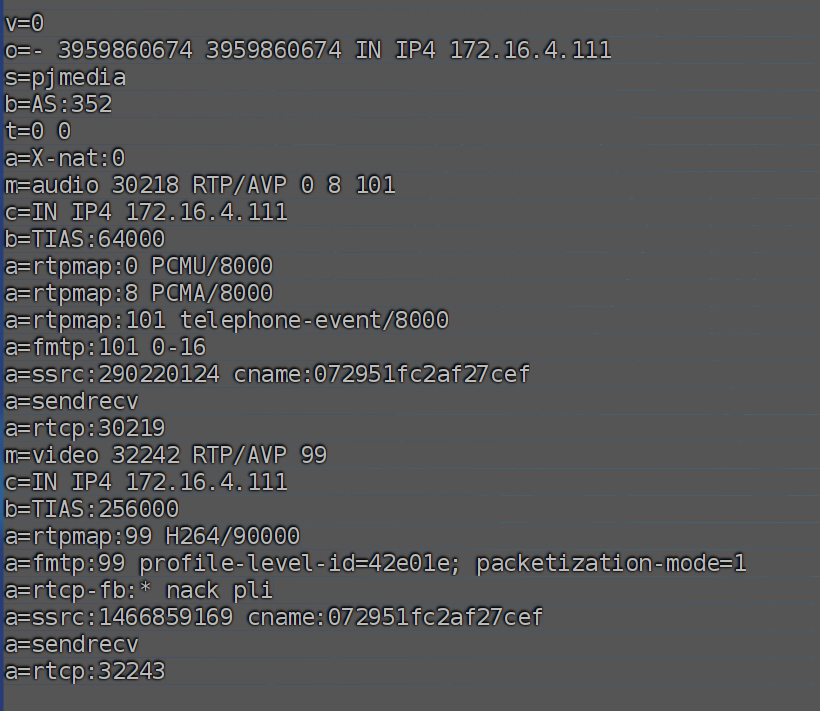 v=0
o=- 3959860674 3959860674 IN IP4 172.16.4.111
s=pjmedia
b=AS:352
t=0 0
a=X-nat:0
m=audio 30218 RTP/AVP 0 8 101
c=IN IP4 172.16.4.111
b=TIAS:64000
a=rtpmap:0 PCMU/8000
a=rtpmap:8 PCMA/8000
a=rtpmap:101 telephone-event/8000
a=fmtp:101 0-16
a=ssrc:290220124 cname:072951fc2af27cef
a=sendrecv
a=rtcp:30219
m=video 32242 RTP/AVP 99
c=IN IP4 172.16.4.111
b=TIAS:256000
a=rtpmap:99 H264/90000
a=fmtp:99 profile-level-id=42e01e; packetization-mode=1
a=rtcp-fb:* nack pli
a=ssrc:1466859169 cname:072951fc2af27cef
a=sendrecv
a=rtcp:32243